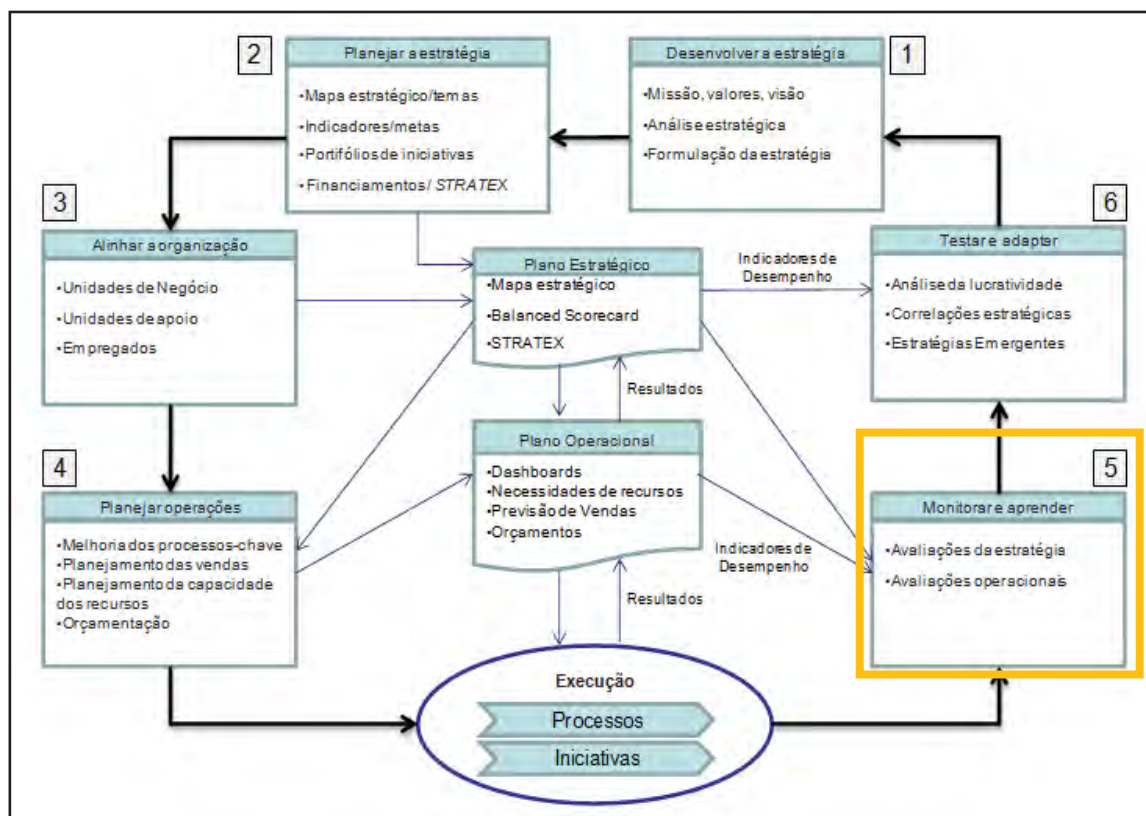 2
Planejar a estratégia
•Mapa estratégico/temas
•Indicadores/metas
•Portifólios de iniciativas
•Financiamentos / STRATEX
1
Desenvolver a estratégia
•Missão, valores, visão
•Análise estratégica
•Formulação da estratégia
3
Alinhar a organização
•Unidades de Negócio
•Unidades de apoio
•Empregados
Plano Estratégico
•Mapa estratégico
•Balanced Scorecard
•STRATEX
Indicadores de
Desempenho
6
Testar e adaptar
•Análise da lucratividade
•Correlações estratégicas
•Estratégias Emergentes
Resultados
4
Planejar operações
•Melhoria dos processos-chave
•Planejamento das vendas
•Planejamento da capacidade
dos recursos
•Orçamentação
Plano Operacional
•Dashboards
•Necessidades de recursos
•Previsão de Vendas
•Orçamentos
Indicadores de
Desempenho
5
Monitorar e aprender
•Avaliações da estratégia
•Avaliações operacionais
Resultados
Execução
Processos
Iniciativas